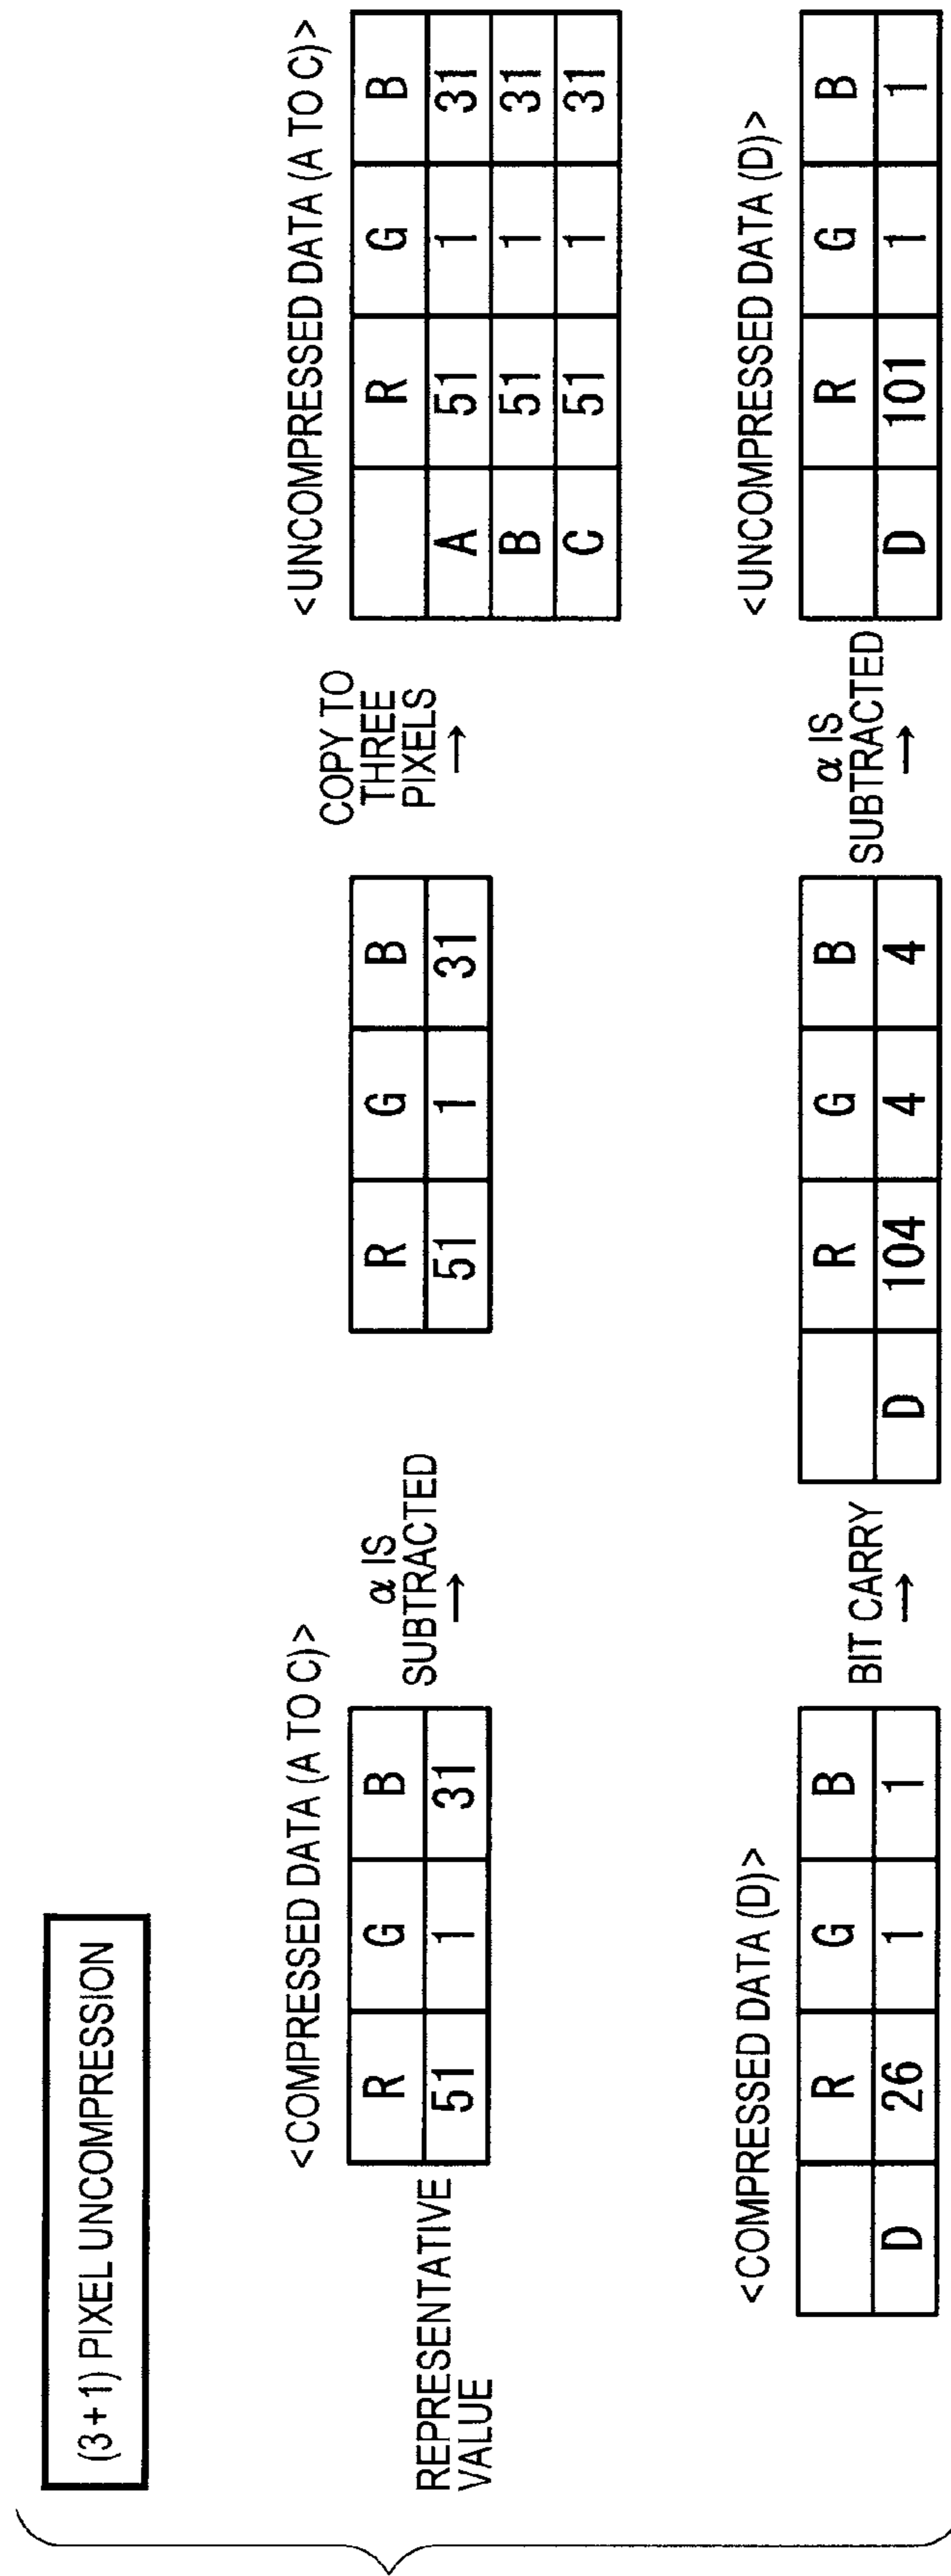 (3+1) PIXEL UNCOMPRESSION
<COMPRESSED DATA (A TO C)>
REPRESENTATIVE
VALUE
R G B
51 1 31
α IS
SUBTRACTED
→
R G B
51 1 31
COPY TO
THREE
PIXELS
→
<UNCOMPRESSED DATA (A TO C)>
R G B
A 51 1 31
B 51 1 31
C 51 1 31
<COMPRESSED DATA (D)>
R G B
D 26 1 1
BIT CARRY
→
R G B
D 104 4 4
α IS
SUBTRACTED
→
<UNCOMPRESSED DATA (D)>
R G B
D 101 1 1